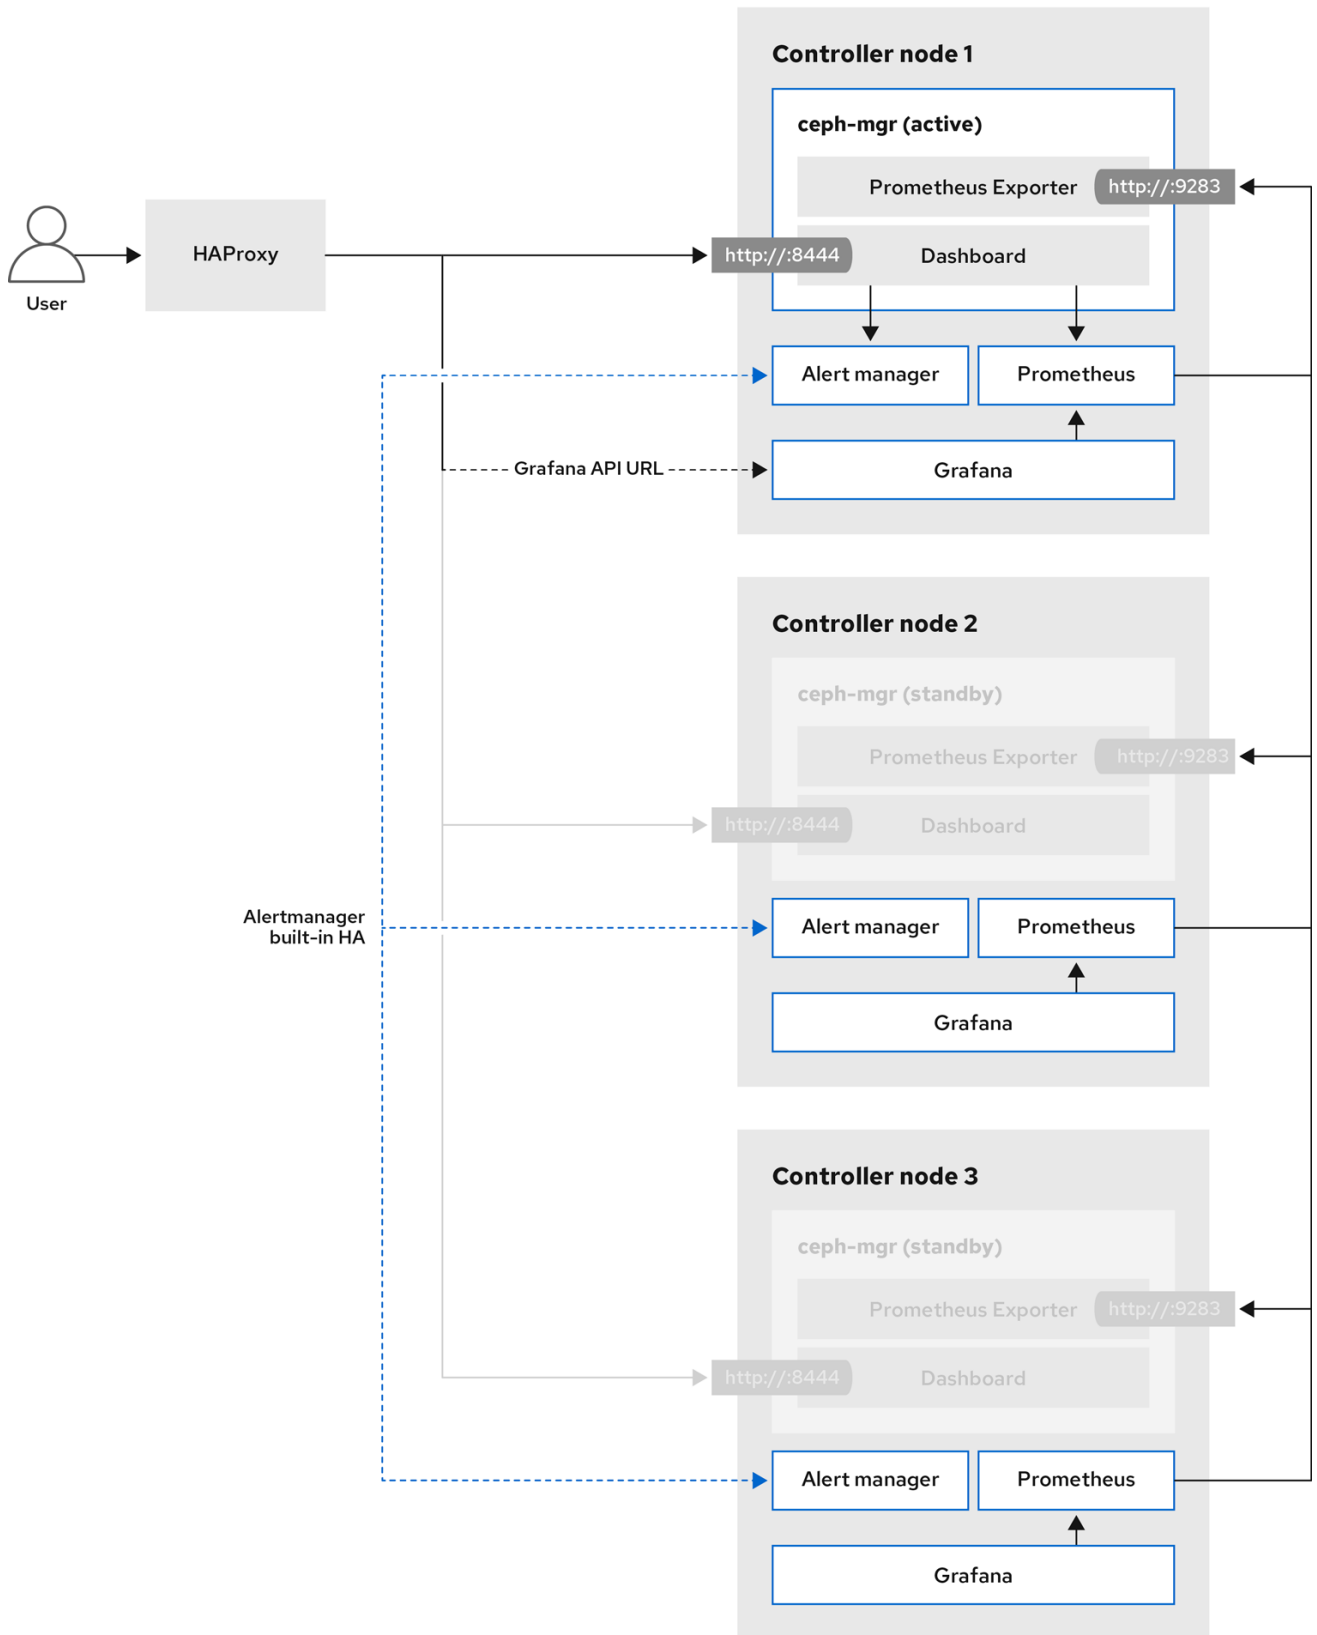 Controller node 1
ceph-mgr (active)
Prometheus Exporter
http://:9283
User
HAProxy
http://:8444
Dashboard
Alert manager
Prometheus
Grafana API URL
Grafana
Controller node 2
ceph-mgr (standby)
Prometheus Exporter
http://:9283
http://:8444
Dashboard
Alertmanager
built-in HA
Alert manager
Prometheus
Grafana
Controller node 3
ceph-mgr (standby)
Prometheus Exporter
http://:9283
http://:8444
Dashboard
Alert manager
Prometheus
Grafana